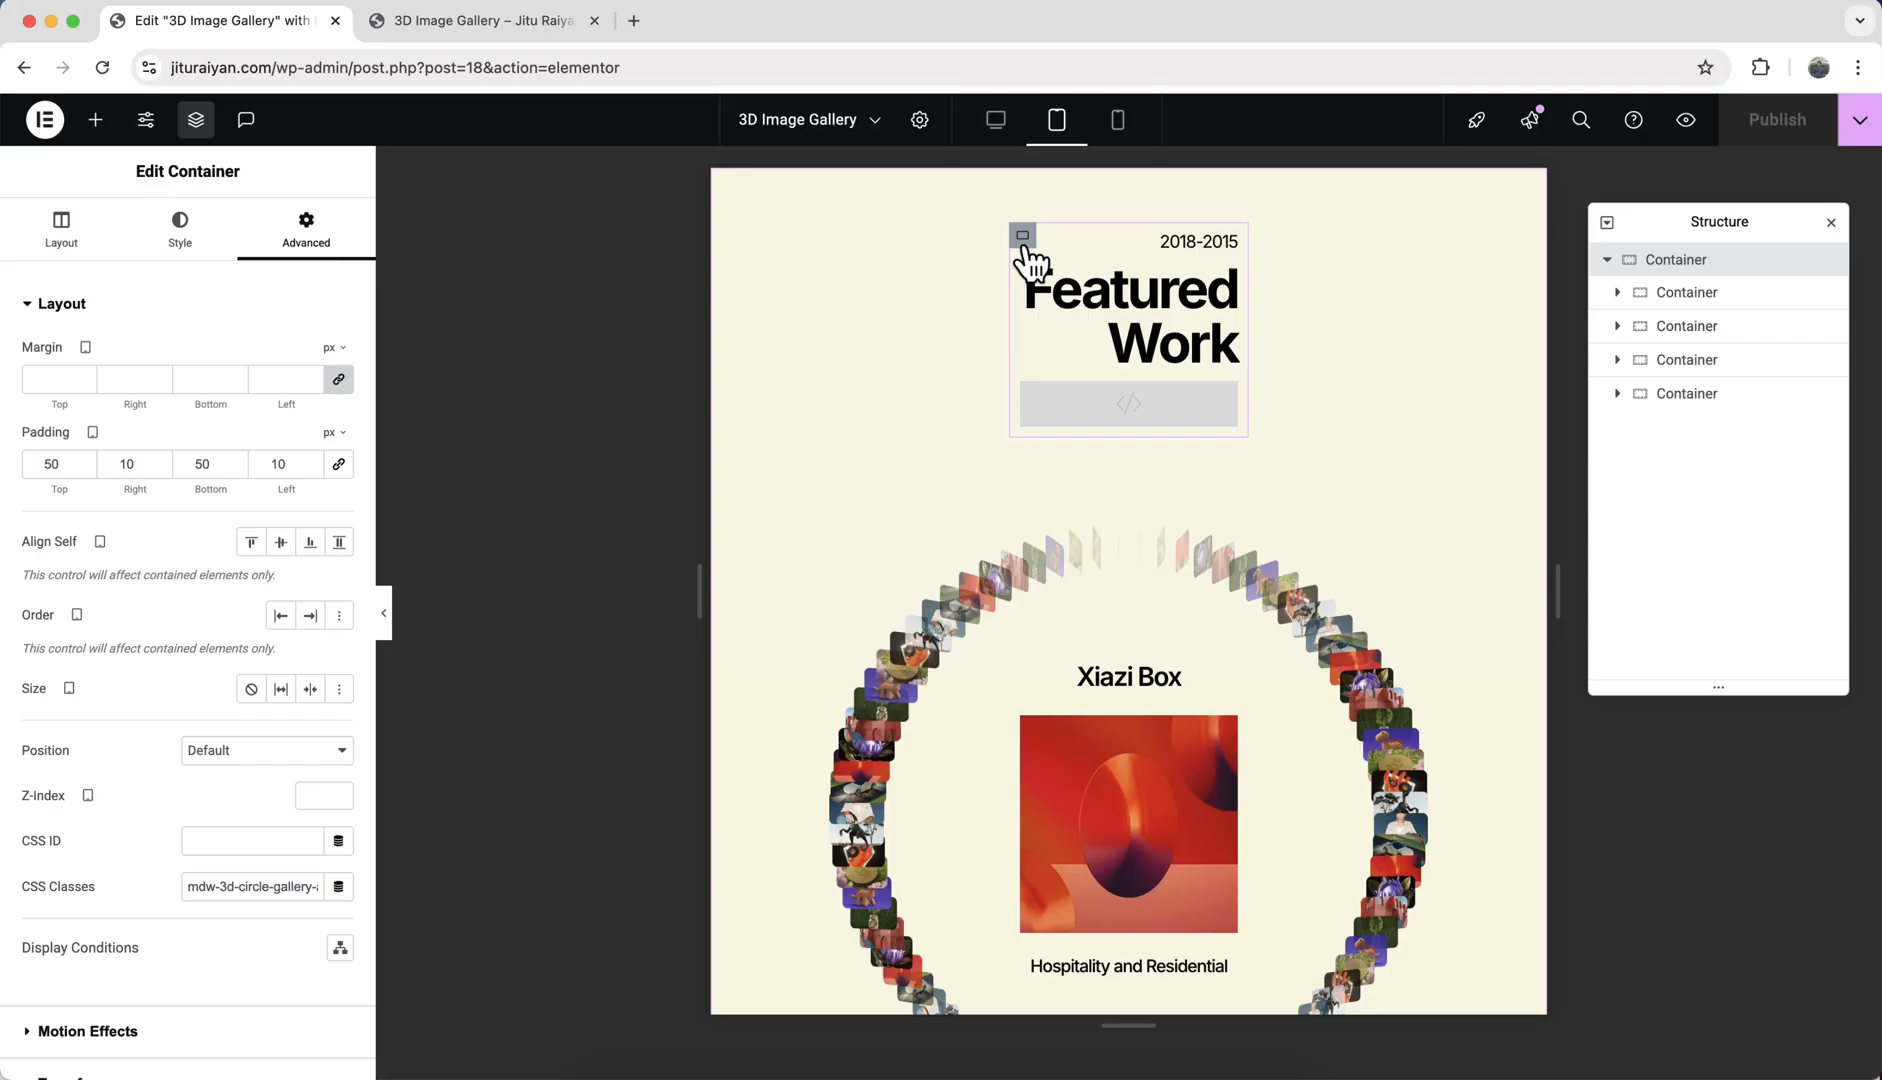 Edit "3D Image Gallery" with
3D Image Gallery – Jitu Raiya
jituraiyan.com/wp-admin/post.php?post=18&action=elementor
3D Image Gallery
Publish
Edit Container
Layout
Style
Advanced
Layout
Margin
px
Top
Right
Bottom
Left
Padding
px
50
10
50
10
Top
Right
Bottom
Left
Align Self
This control will affect contained elements only.
Order
This control will affect contained elements only.
Size
Position
Default
Z-Index
CSS ID
CSS Classes
mdw-3d-circle-gallery-
Display Conditions
Motion Effects
2018-2015
Featured
Work
Xiazi Box
Hospitality and Residential
Structure
Container
Container
Container
Container
Container